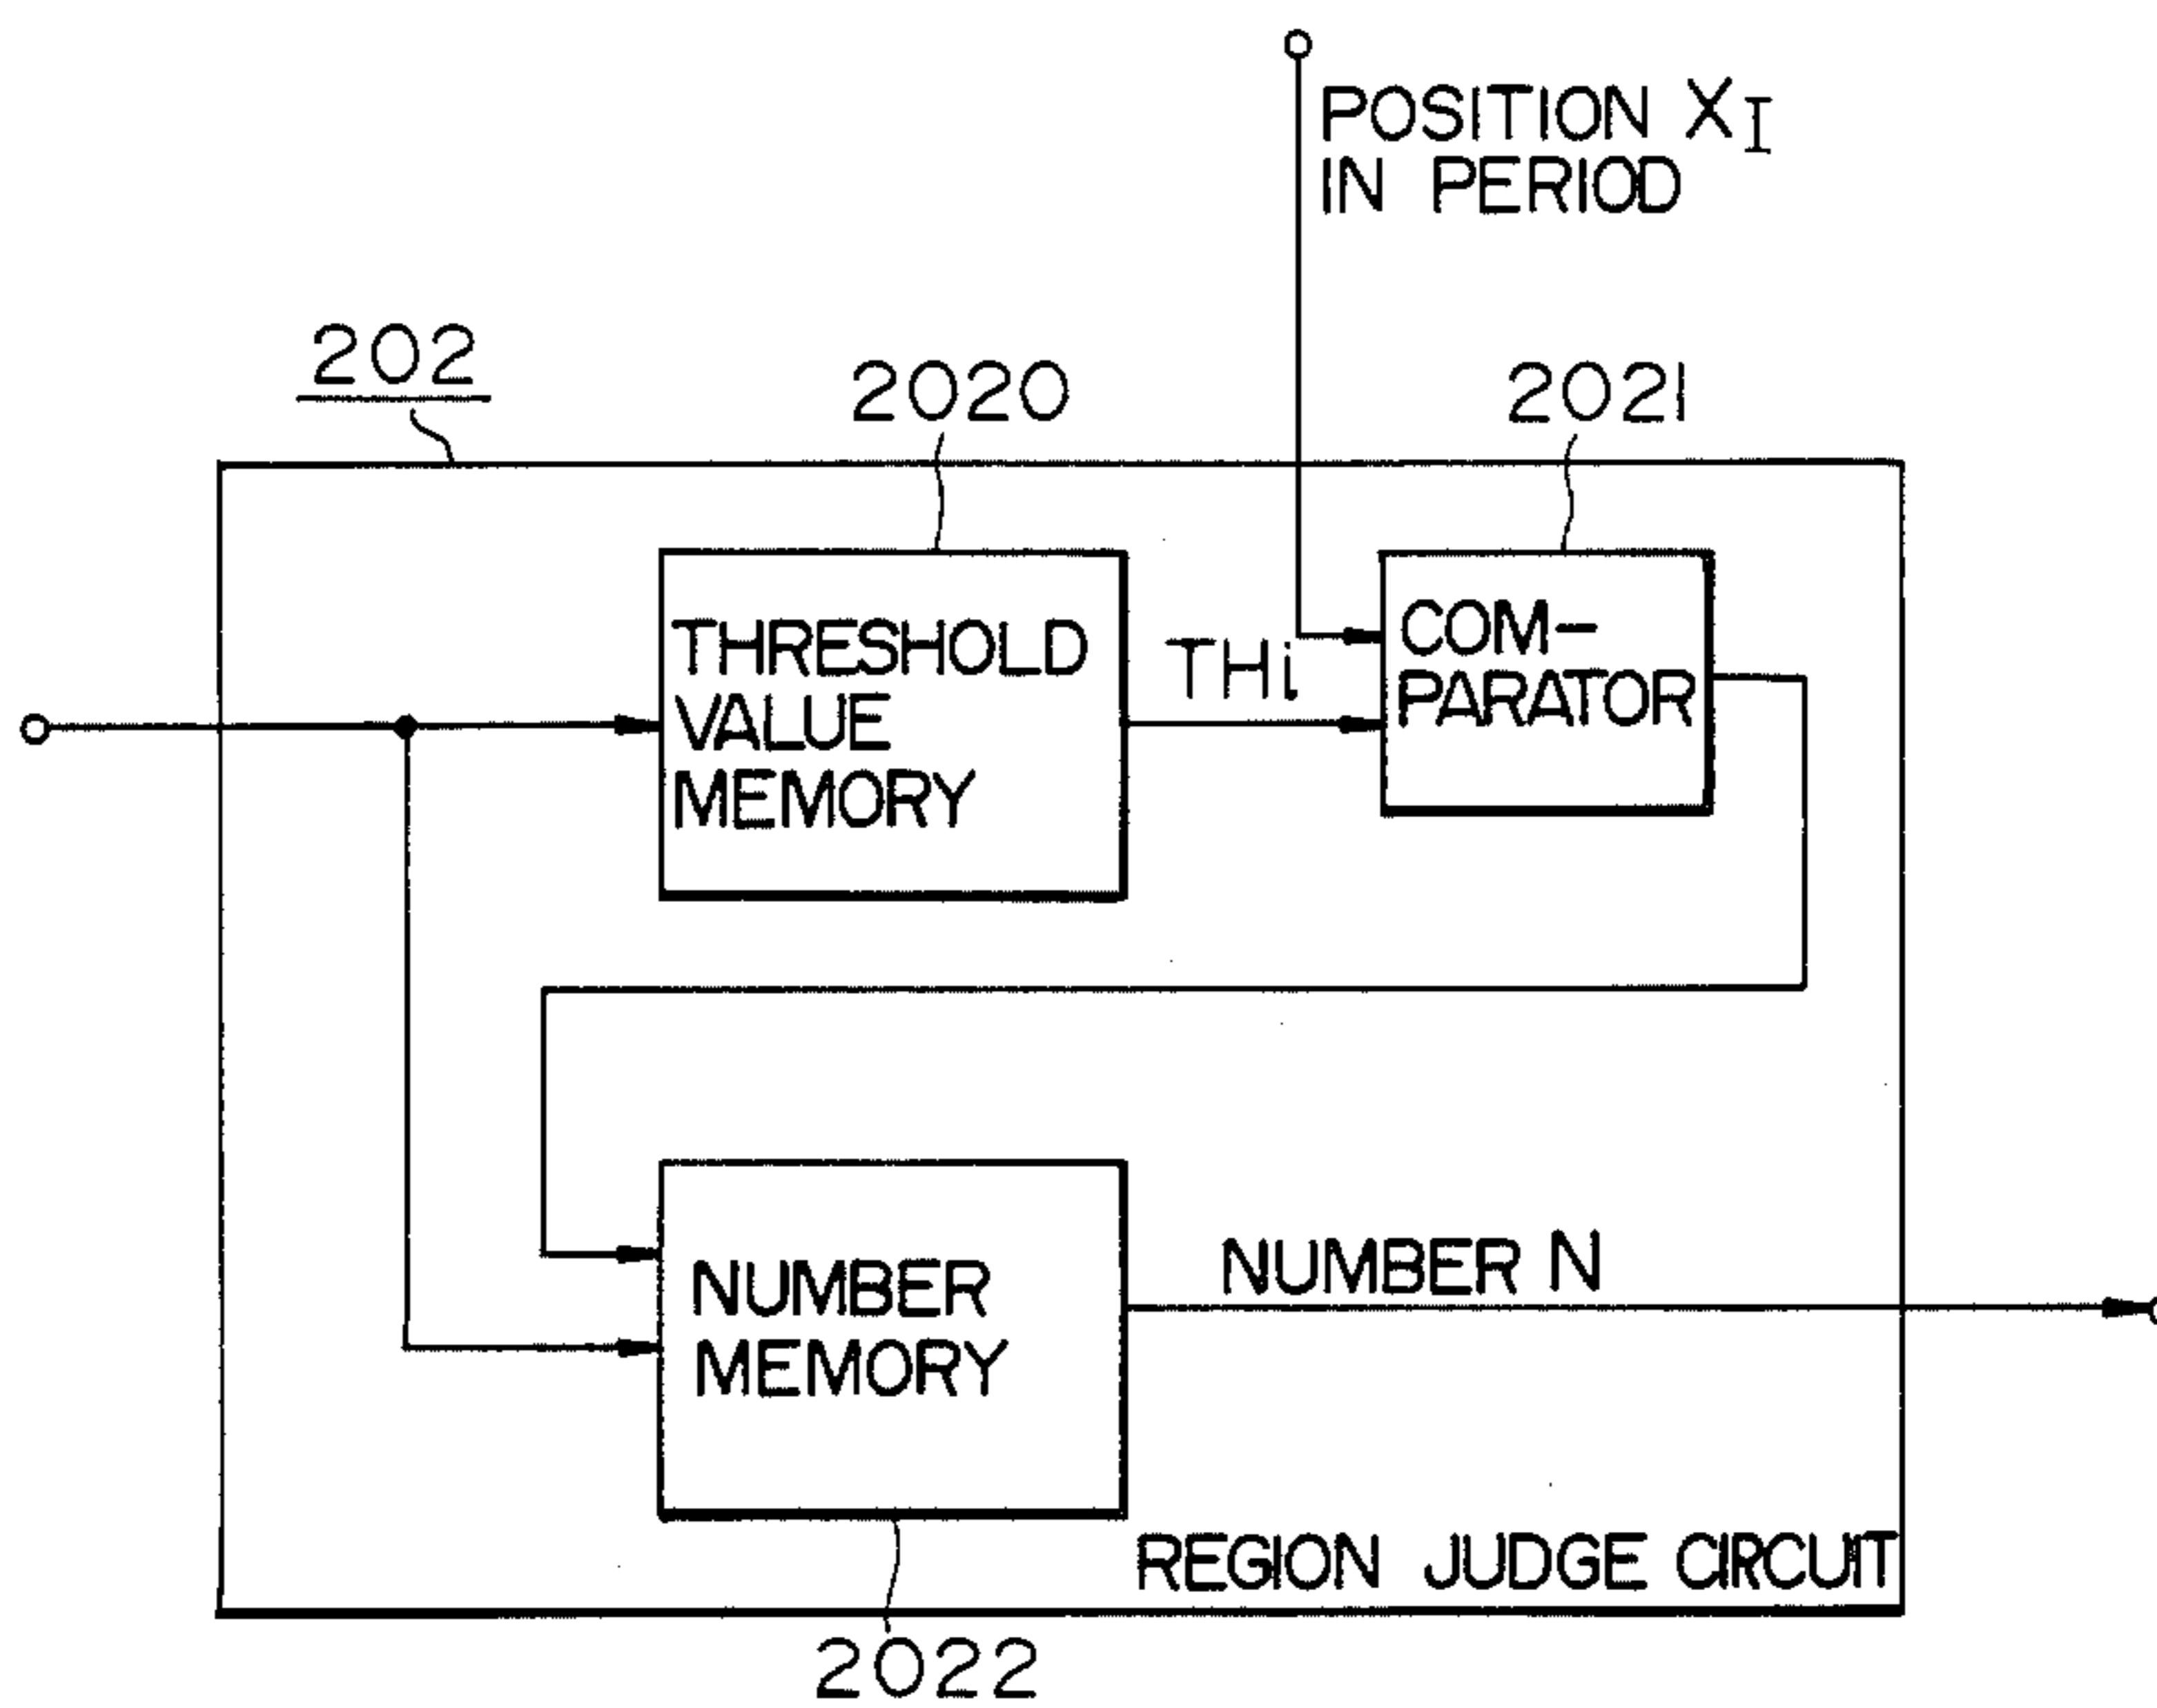 POSITION XI
IN PERIOD
202
2020
2021
THRESHOLD
VALUE
MEMORY
THi
COM-
PARATOR
NUMBER
MEMORY
NUMBER N
REGION JUDGE CIRCUIT
2022